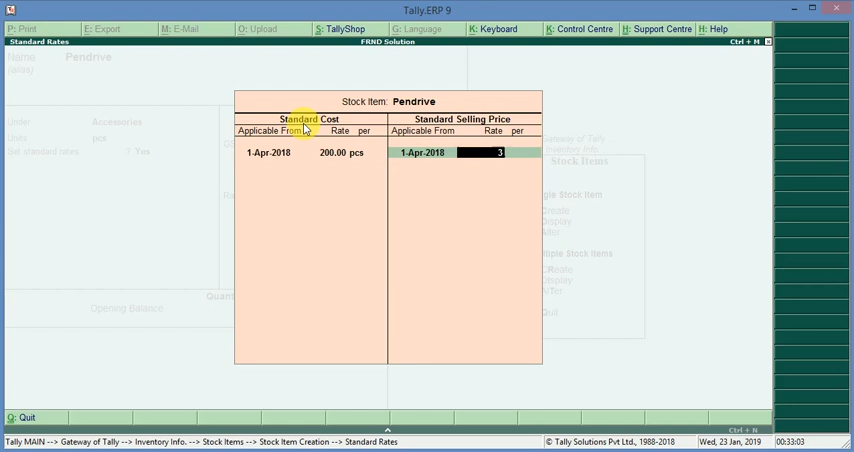 Tally.ERP 9
P: Print E: Export M: E-Mail O: Upload S: TallyShop G: Language K: Keyboard K: Control Centre H: Support Centre H: Help
Standard Rates FRND Solution Ctrl + M
Name Pendrive
(alias)
Stock Item: Pendrive
Standard Cost Standard Selling Price
Applicable From Rate per Applicable From Rate per
Under Accessories
Units pcs
Set standard rates ? Yes
1-Apr-2018 200.00 pcs 1-Apr-2018 3
Gateway of Tally ...
Inventory Info. ...
Stock Items
gle Stock Item
Create
Display
lter
ltiple Stock Items
CReate
DIsplay
Quit
Quant
Opening Balance
Q: Quit
Ctrl + N
Tally MAIN --> Gateway of Tally --> Inventory Info. --> Stock Items --> Stock Item Creation --> Standard Rates © Tally Solutions Pvt Ltd., 1988-2018 Wed, 23 Jan, 2019 00:33:03